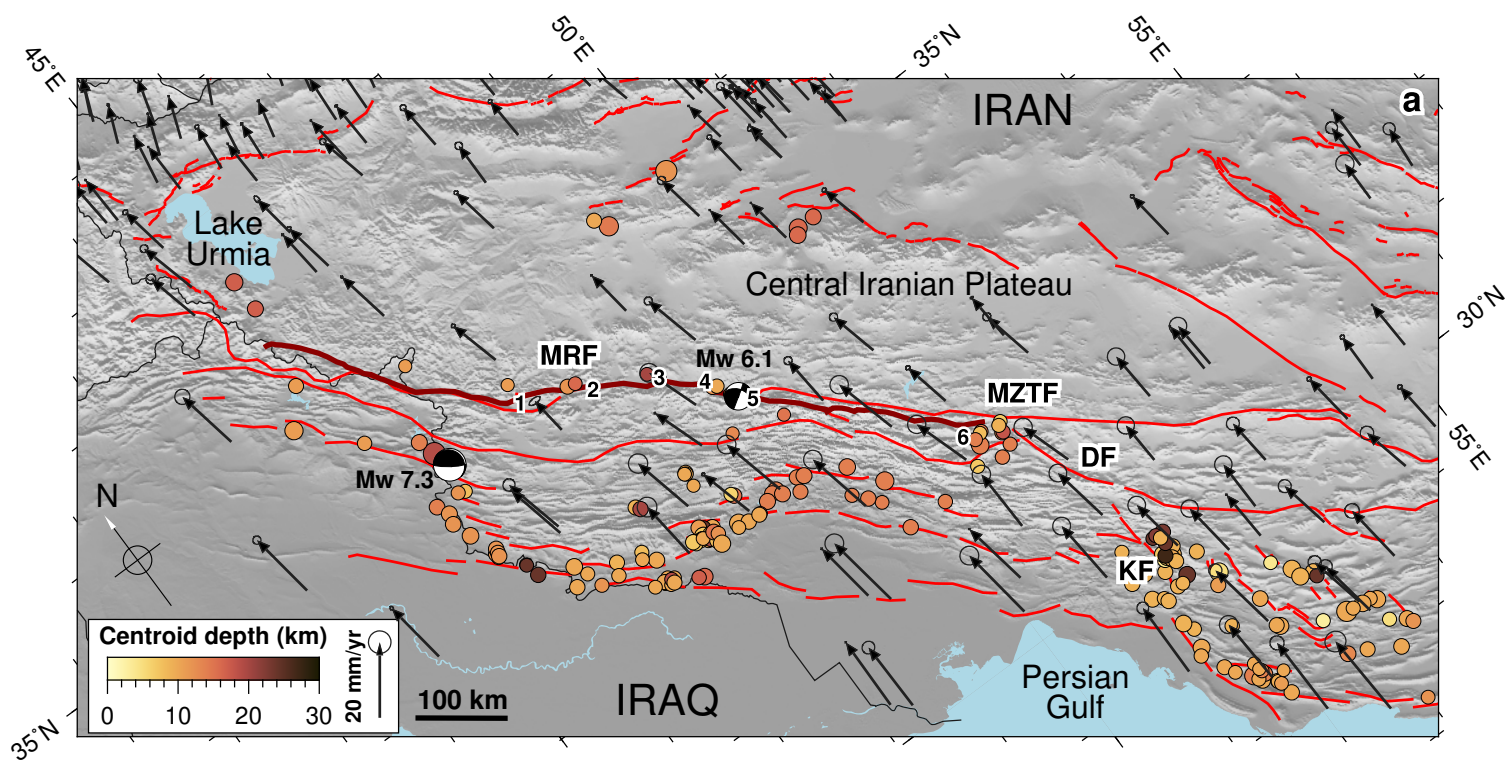 45˚E
50˚E
35˚N
55˚E
IRAN
a
Lake
Urmia
Central Iranian Plateau
30˚N
MRF
Mw 6.1
1
2
3
4
5
MZTF
6
DF
55˚E
Mw 7.3
N
KF
Centroid depth (km)
0 10 20 30
20 mm/yr
100 km
IRAQ
Persian
Gulf
35˚N